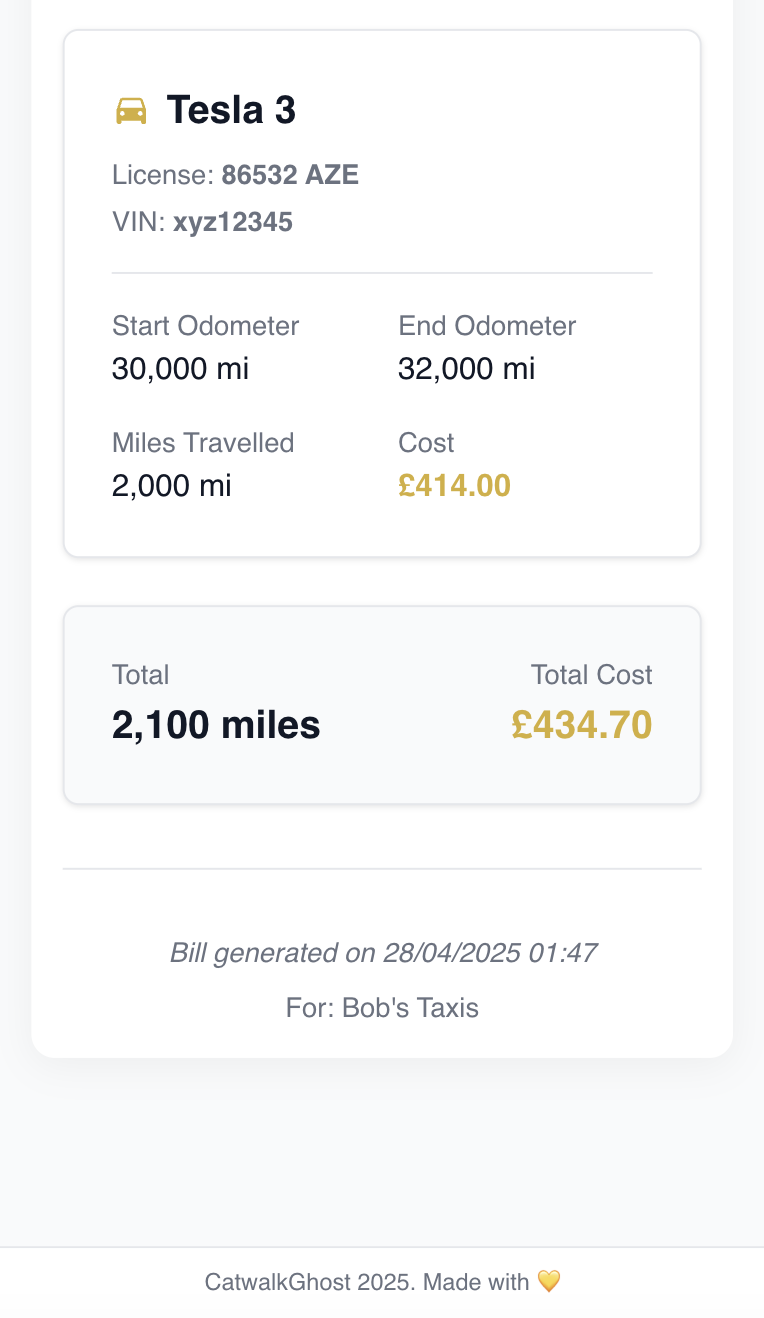 Tesla 3
License: 86532 AZE
VIN: xyz12345
Start Odometer
30,000 mi
End Odometer
32,000 mi
Miles Travelled
2,000 mi
Cost
£414.00
Total
2,100 miles
Total Cost
£434.70
Bill generated on 28/04/2025 01:47
For: Bob's Taxis
CatwalkGhost 2025. Made with 💛